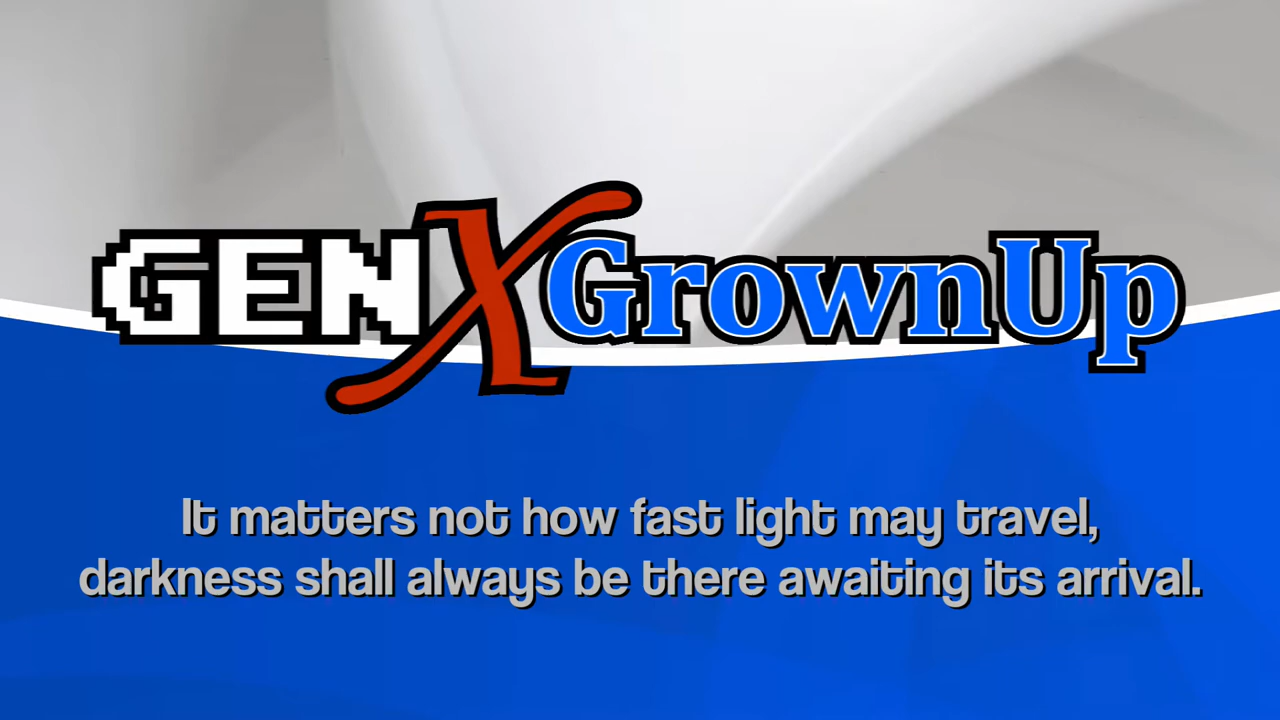 GENXGrownUp
It matters not how fast light may travel,
darkness shall always be there awaiting its arrival.